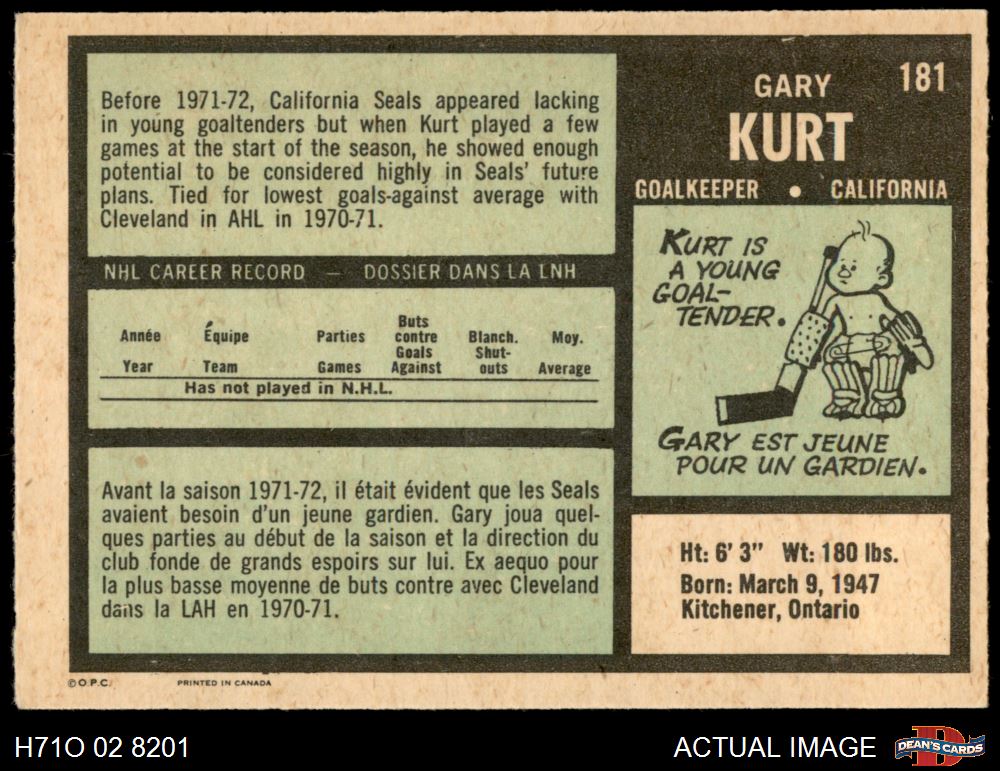 Before 1971-72, California Seals appeared lacking
in young goaltenders but when Kurt played a few
games at the start of the season, he showed enough
potential to be considered highly in Seals' future
plans. Tied for lowest goals-against average with
Cleveland in AHL in 1970-71.
NHL CAREER RECORD — DOSSIER DANS LA LNH
Année Équipe Parties Buts contre Blanch. Moy.
Year Team Games Goals Against Shut-outs Average
Has not played in N.H.L.
Avant la saison 1971-72, il était évident que les Seals
avaient besoin d'un jeune gardien. Gary joua quel-
ques parties au début de la saison et la direction du
club fonde de grands espoirs sur lui. Ex aequo pour
la plus basse moyenne de buts contre avec Cleveland
dans la LAH en 1970-71.
GARY 181
KURT
GOALKEEPER • CALIFORNIA
KURT IS
A YOUNG
GOAL-
TENDER.
GARY EST JEUNE
POUR UN GARDIEN.
Ht: 6' 3" Wt: 180 lbs.
Born: March 9, 1947
Kitchener, Ontario
©O.P.C. PRINTED IN CANADA
H71O 02 8201 ACTUAL IMAGE DEAN'S CARDS